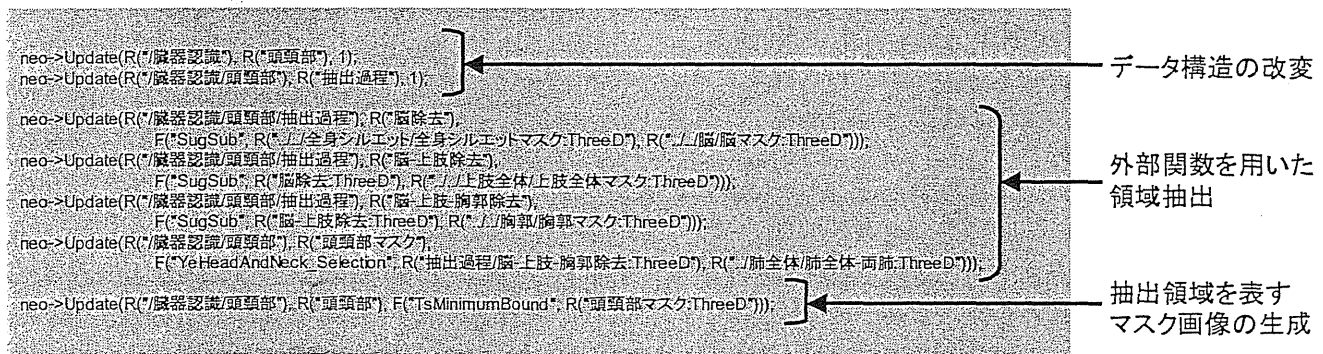 neo->Update(R("/臓器認識"), R("頭頸部"), 1);
neo->Update(R("/臓器認識/頭頸部"), R("抽出過程"), 1);
neo->Update(R("/臓器認識/頭頸部/抽出過程"), R("脳除去"),
F("SugSub", R("../../全身シルエット/全身シルエットマスク:ThreeD"), R("../../脳/脳マスク:ThreeD")));
neo->Update(R("/臓器認識/頭頸部/抽出過程"), R("脳-上肢除去"),
F("SugSub", R("脳除去:ThreeD"), R("../../上肢全体/上肢全体マスク:ThreeD")));
neo->Update(R("/臓器認識/頭頸部/抽出過程"), R("脳-上肢-胸郭除去"),
F("SugSub", R("脳-上肢除去:ThreeD"), R("../../胸郭/胸郭マスク:ThreeD")));
neo->Update(R("/臓器認識/頭頸部"), R("頭頸部マスク"),
F("YeHeadAndNeck_Selection", R("抽出過程/脳-上肢-胸郭除去:ThreeD"), R("../肺全体/肺全体-両肺:ThreeD")));
neo->Update(R("/臓器認識/頭頸部"), R("頭頸部"), F("TsMinimumBound", R("頭頸部マスク:ThreeD")));
データ構造の改変
外部関数を用いた
領域抽出
抽出領域を表す
マスク画像の生成